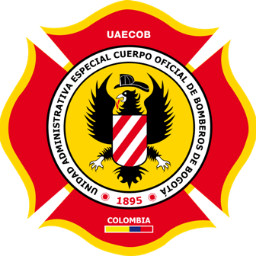 UAECOB
UNIDAD ADMINISTRATIVA ESPECIAL CUERPO OFICIAL DE BOMBEROS DE BOGOTÁ
1895
COLOMBIA